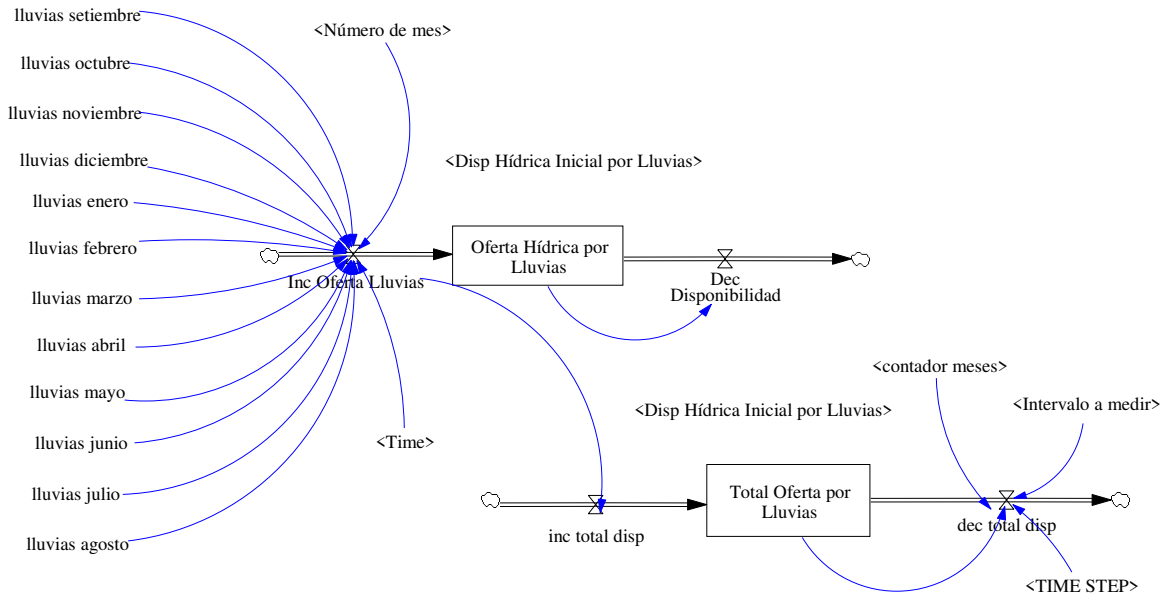 lluvias setiembre
<Número de mes>
lluvias octubre
lluvias noviembre
lluvias diciembre
<Disp Hídrica Inicial por Lluvias>
lluvias enero
lluvias febrero
Oferta Hídrica por
Lluvias
Inc Oferta Lluvias
Dec
Disponibilidad
lluvias marzo
lluvias abril
lluvias mayo
<contador meses>
<Disp Hídrica Inicial por Lluvias>
<Intervalo a medir>
lluvias junio
<Time>
lluvias julio
Total Oferta por
Lluvias
inc total disp
dec total disp
lluvias agosto
<TIME STEP>